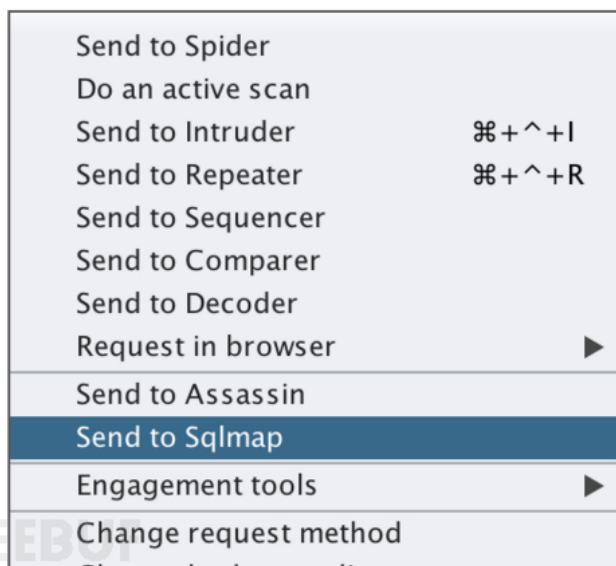 Send to Spider
Do an active scan
Send to Intruder ⌘+^+I
Send to Repeater ⌘+^+R
Send to Sequencer
Send to Comparer
Send to Decoder
Request in browser ▶
Send to Assassin
Send to Sqlmap
Engagement tools ▶
Change request method